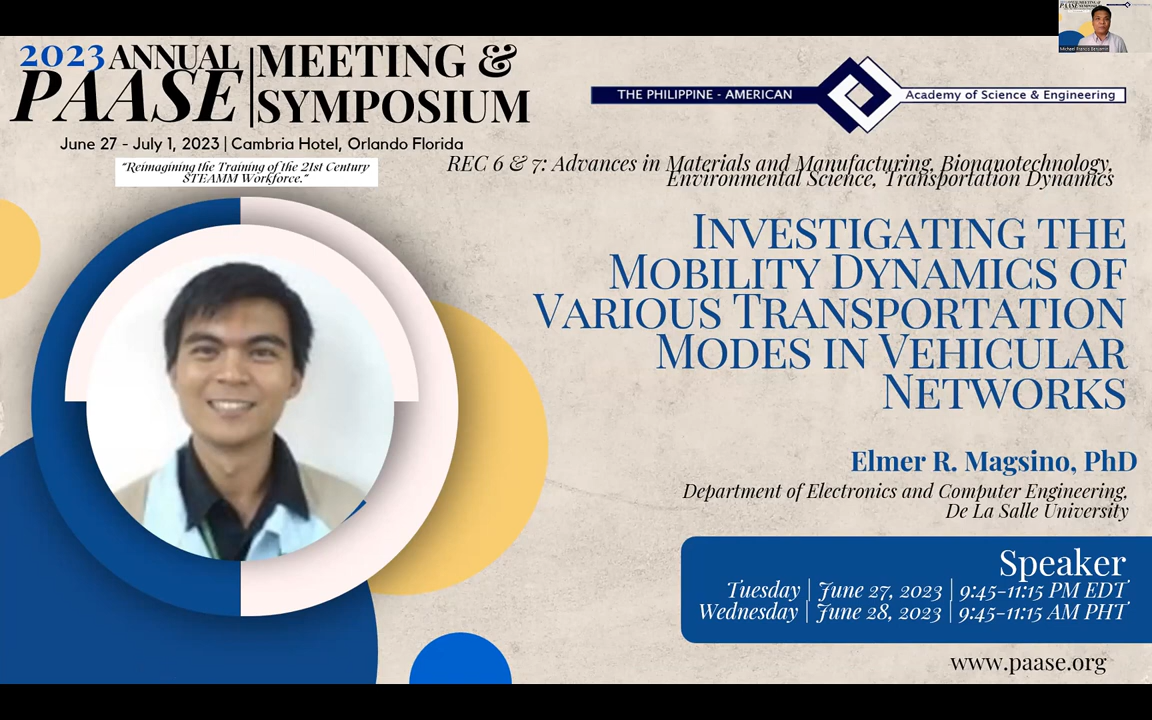 2023 ANNUAL
PAASE
MEETING &
SYMPOSIUM
June 27 - July 1, 2023 | Cambria Hotel, Orlando Florida
"Reimagining the Training of the 21st Century
STEAMM Workforce."
THE PHILIPPINE - AMERICAN
Academy of Science & Engineering
REC 6 & 7: Advances in Materials and Manufacturing, Bionanotechnology,
Environmental Science, Transportation Dynamics
INVESTIGATING THE
MOBILITY DYNAMICS OF
VARIOUS TRANSPORTATION
MODES IN VEHICULAR
NETWORKS
Elmer R. Magsino, PhD
Department of Electronics and Computer Engineering,
De La Salle University
Speaker
Tuesday | June 27, 2023 | 9:45-11:15 PM EDT
Wednesday | June 28, 2023 | 9:45-11:15 AM PHT
www.paase.org